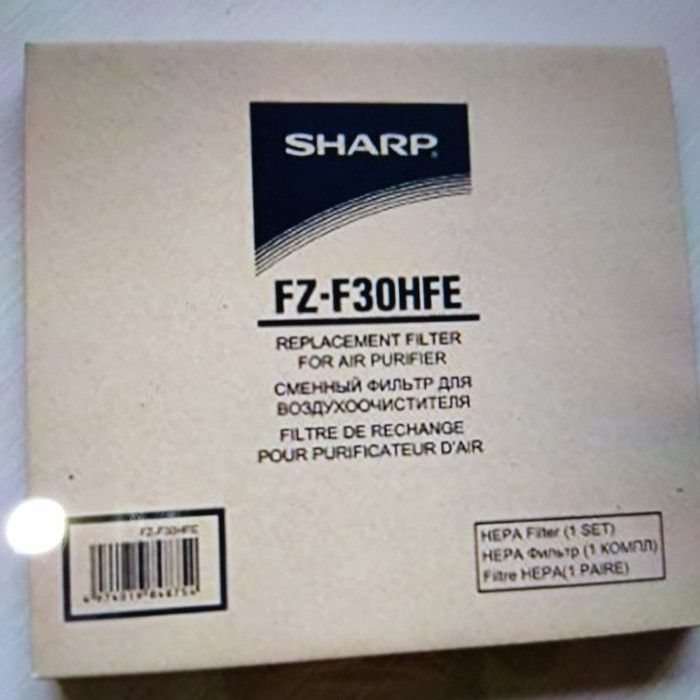 SHARP®
FZ-F30HFE
REPLACEMENT FILTER
FOR AIR PURIFIER
СМЕННЫЙ ФИЛЬТР ДЛЯ
ВОЗДУХООЧИСТИТЕЛЯ
FILTRE DE RECHANGE
POUR PURIFICATEUR D'AIR
FZ-F30HFE
HEPA Filter (1 SET)
HEPA Фильтр (1 КОМПЛ)
Filtre HEPA(1 PAIRE)